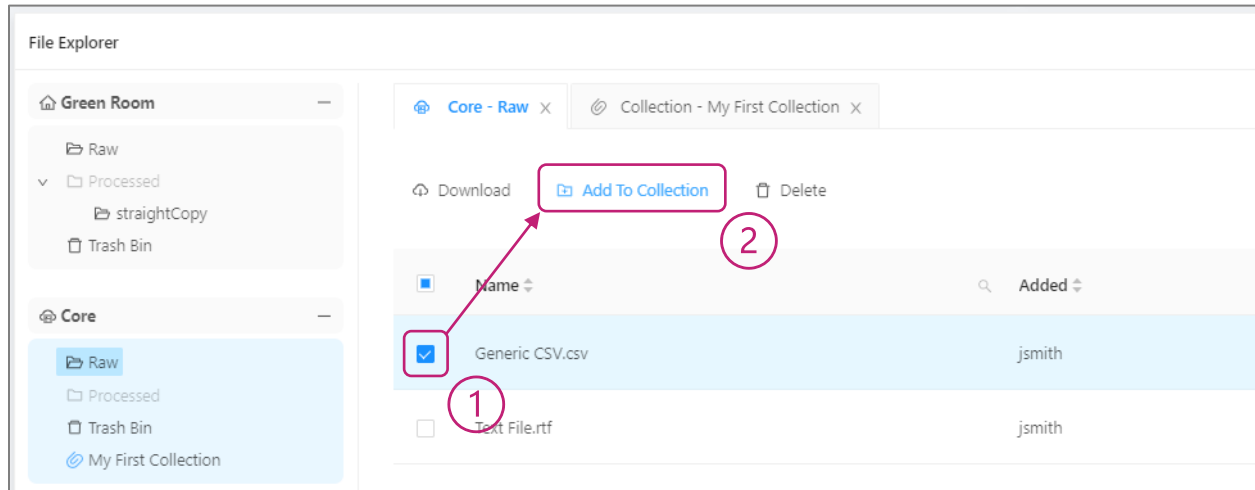 File Explorer
Green Room
Raw
Processed
straightCopy
Trash Bin
Core
Raw
Processed
Trash Bin
My First Collection
Core - Raw
Collection - My First Collection
Download
Add To Collection
Delete
2
Name
Added
Generic CSV.csv
jsmith
1
Text File.rtf
jsmith